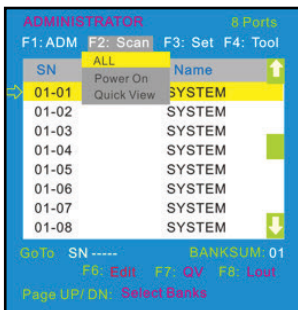 ADMINISTRATOR 8 Ports
F1: ADM F2: Scan F3: Set F4: Tool
SN Name
ALL
Power On
Quick View
01-01 SYSTEM
01-02 SYSTEM
01-03 SYSTEM
01-04 SYSTEM
01-05 SYSTEM
01-06 SYSTEM
01-07 SYSTEM
01-08 SYSTEM
GoTo SN ----- BANKSUM: 01
F6: Edit F7: QV F8: Lout
Page UP/ DN: Select Banks